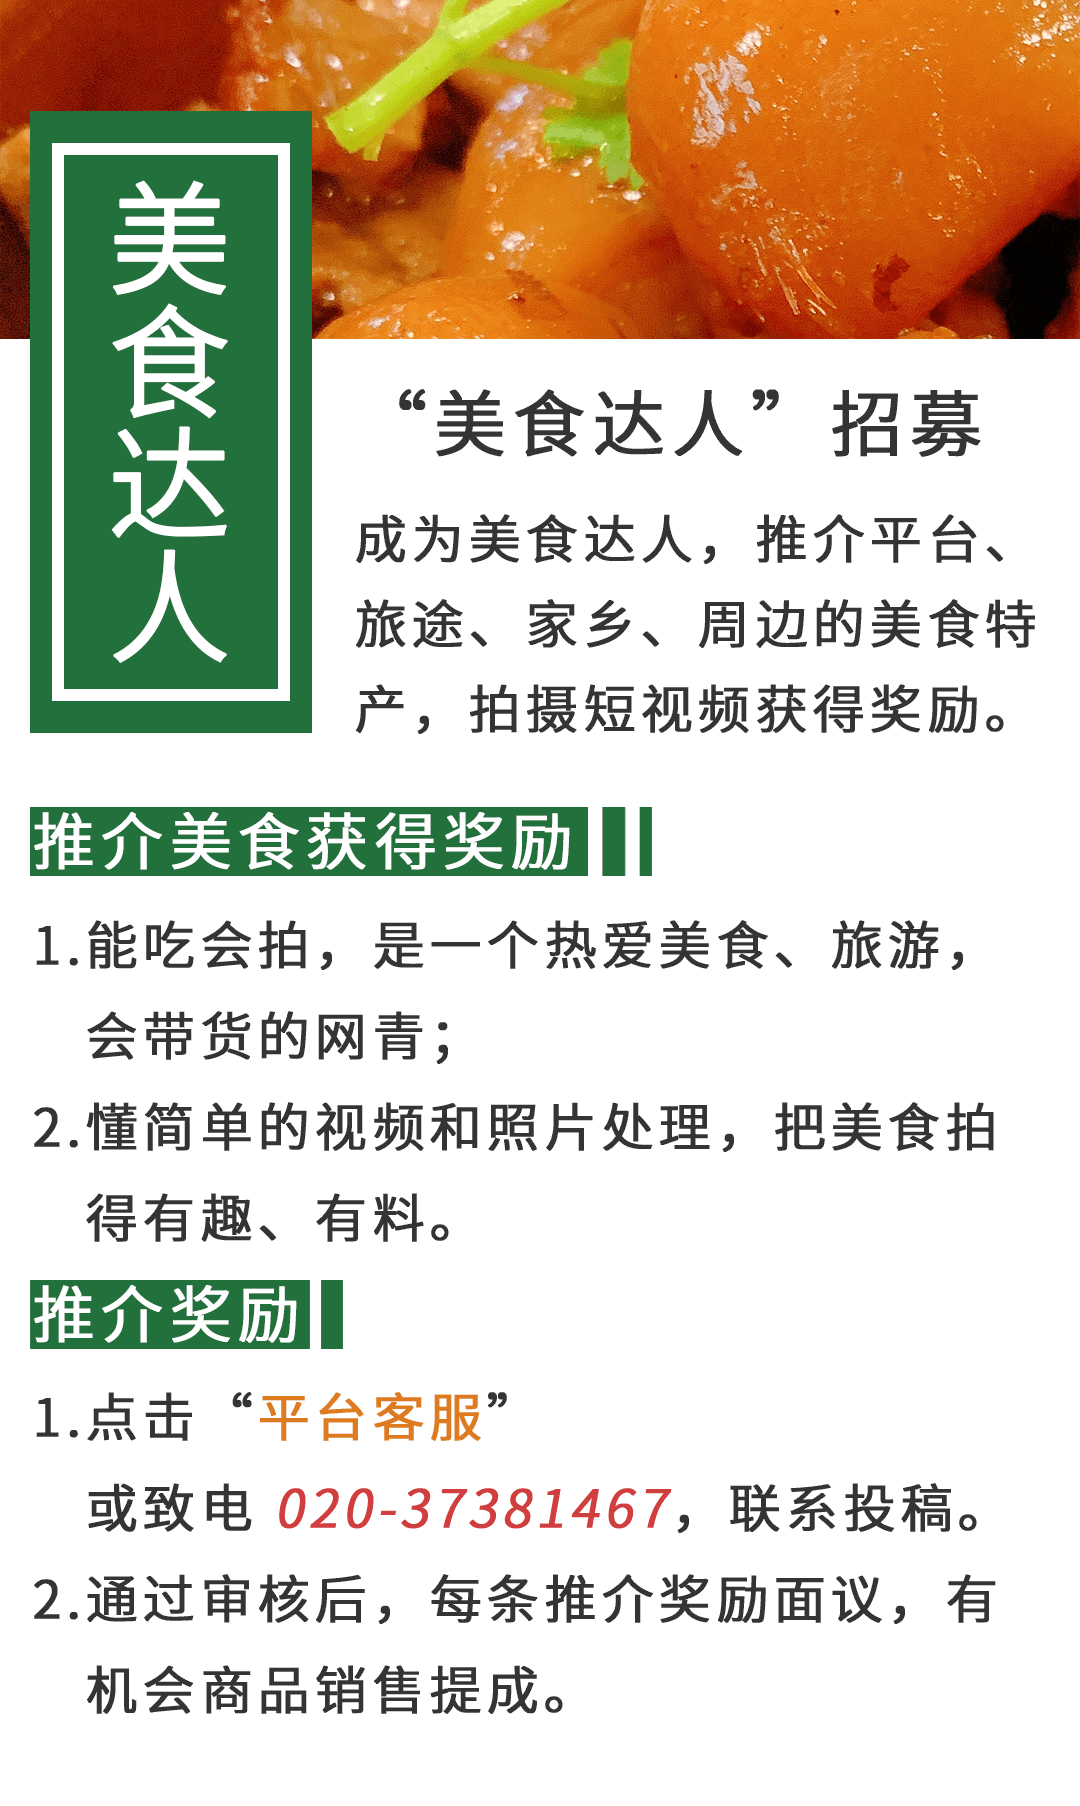 美食达人
“美食达人”招募
成为美食达人，推介平台、
旅途、家乡、周边的美食特
产，拍摄短视频获得奖励。
推介美食获得奖励
1.能吃会拍，是一个热爱美食、旅游，
会带货的网青；
2.懂简单的视频和照片处理，把美食拍
得有趣、有料。
推介奖励
1.点击“平台客服”
或致电 020-37381467，联系投稿。
2.通过审核后，每条推介奖励面议，有
机会商品销售提成。